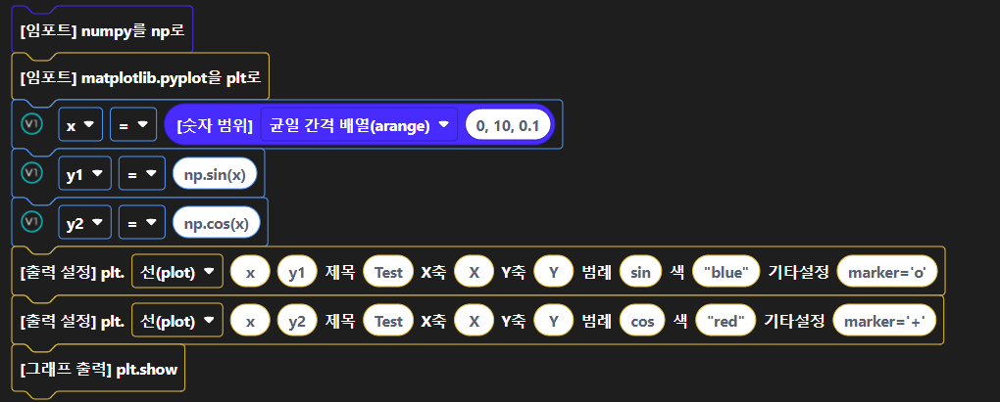 [임포트] numpy를 np로
[임포트] matplotlib.pyplot을 plt로
V1 x = [숫자 범위] 균일 간격 배열(arange) 0, 10, 0.1
V1 y1 = np.sin(x)
V1 y2 = np.cos(x)
[출력 설정] plt. 선(plot) x y1 제목 Test X축 X Y축 Y 범례 sin 색 "blue" 기타설정 marker='o'
[출력 설정] plt. 선(plot) x y2 제목 Test X축 X Y축 Y 범례 cos 색 "red" 기타설정 marker='+'
[그래프 출력] plt.show